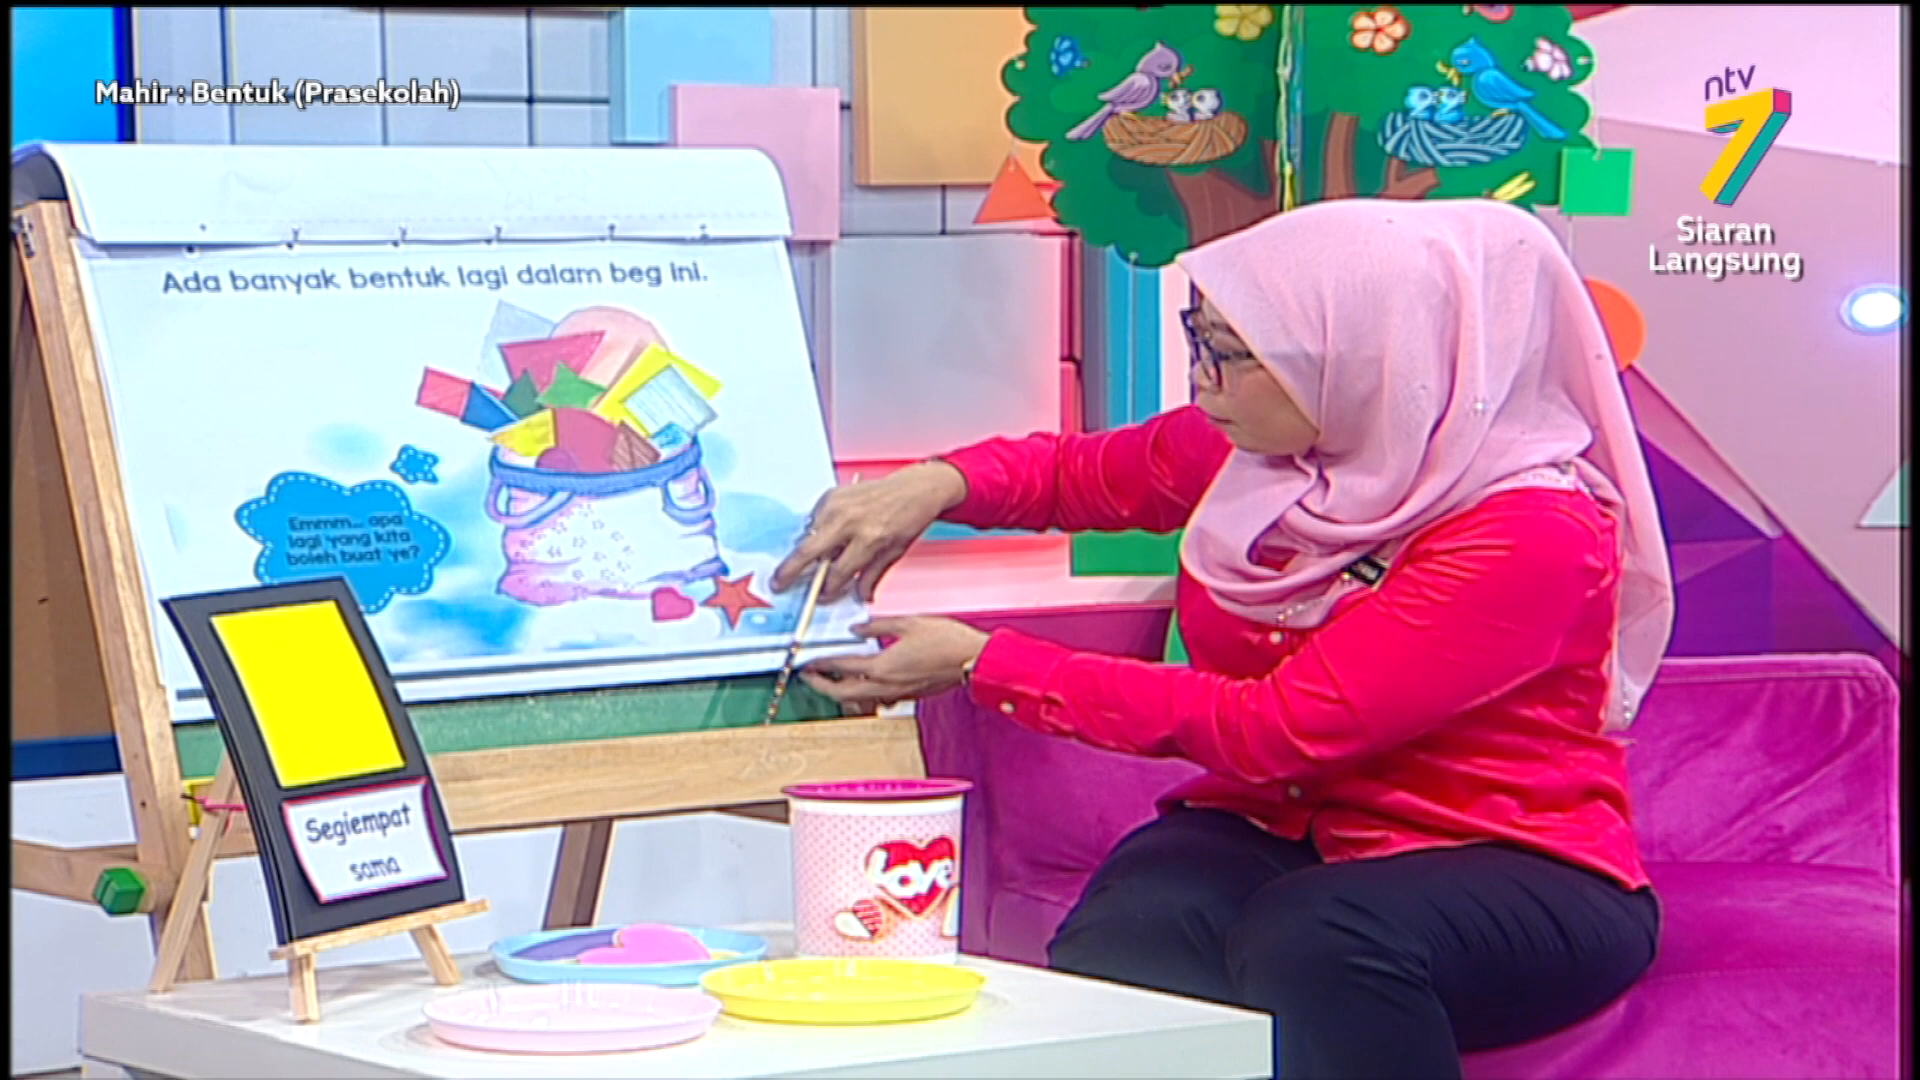 Mahir : Bentuk (Prasekolah)
ntv
7
Siaran
Langsung
Ada banyak bentuk lagi dalam beg ini.
Emmm... apa
lagi yang kita
boleh buat ye?
Segiempat
sama
Love